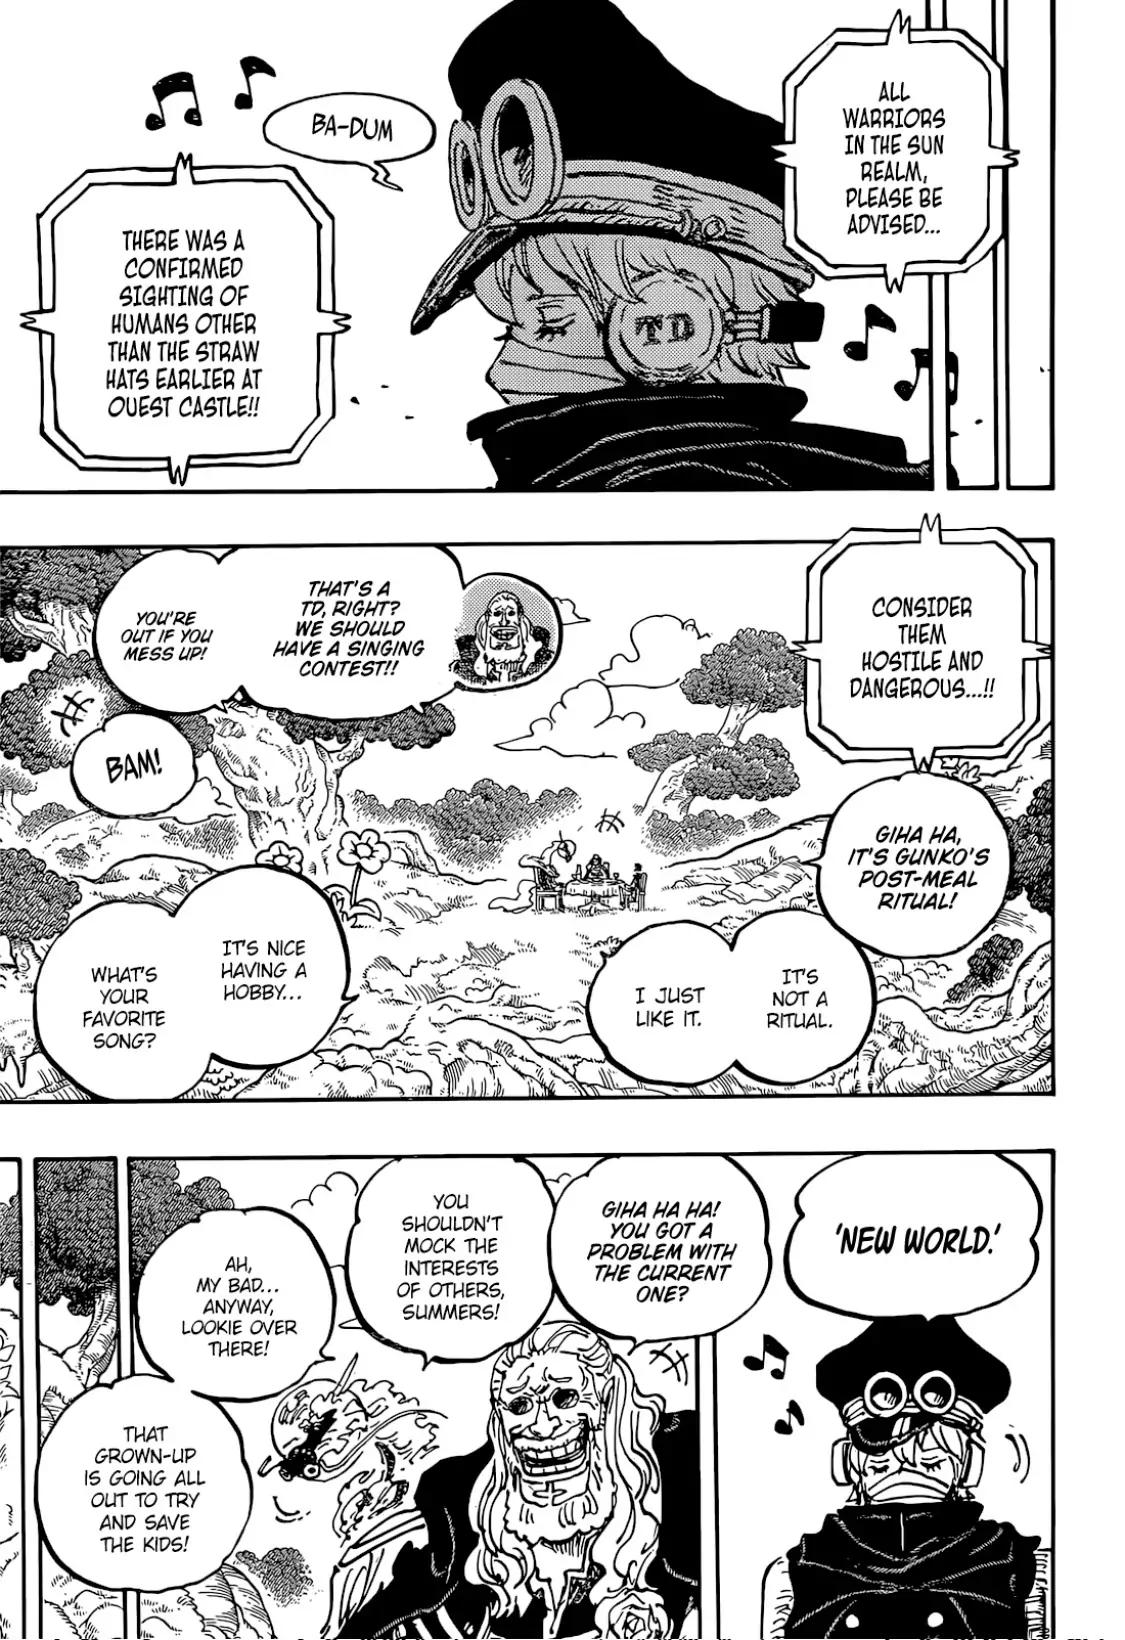 ALL
WARRIORS
IN THE SUN
REALM,
PLEASE BE
ADVISED...
BA-DUM
TD
THERE WAS A
CONFIRMED
SIGHTING OF
HUMANS OTHER
THAN THE STRAW
HATS EARLIER AT
OUEST CASTLE!!
CONSIDER
THEM
HOSTILE AND
DANGEROUS...!!
THAT'S A
TD, RIGHT?
WE SHOULD
HAVE A SINGING
CONTEST!!
YOU'RE
OUT IF YOU
MESS UP!
BAM!
GIHA HA,
IT'S GUNKO'S
POST-MEAL
RITUAL!
IT'S
NOT A
RITUAL.
I JUST
LIKE IT.
IT'S NICE
HAVING A
HOBBY...
WHAT'S
YOUR
FAVORITE
SONG?
'NEW WORLD.'
GIHA HA HA!
YOU GOT A
PROBLEM WITH
THE CURRENT
ONE?
YOU
SHOULDN'T
MOCK THE
INTERESTS
OF OTHERS,
SUMMERS!
AH,
MY BAD...
ANYWAY,
LOOKIE OVER
THERE!
THAT
GROWN-UP
IS GOING ALL
OUT TO TRY
AND SAVE
THE KIDS!